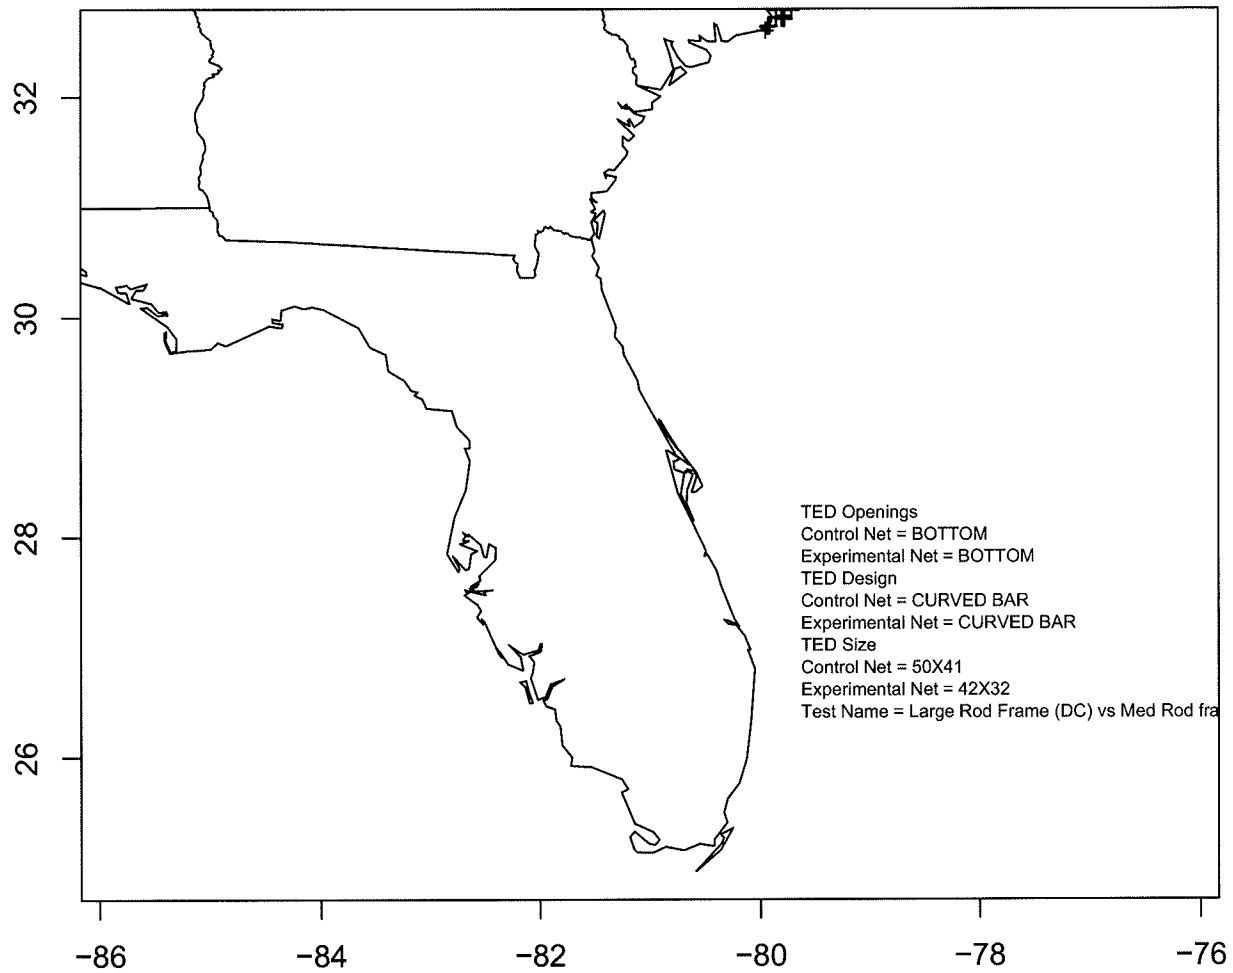 32
30
28
26
TED Openings
Control Net = BOTTOM
Experimental Net = BOTTOM
TED Design
Control Net = CURVED BAR
Experimental Net = CURVED BAR
TED Size
Control Net = 50X41
Experimental Net = 42X32
Test Name = Large Rod Frame (DC) vs Med Rod fra
−86 −84 −82 −80 −78 −76